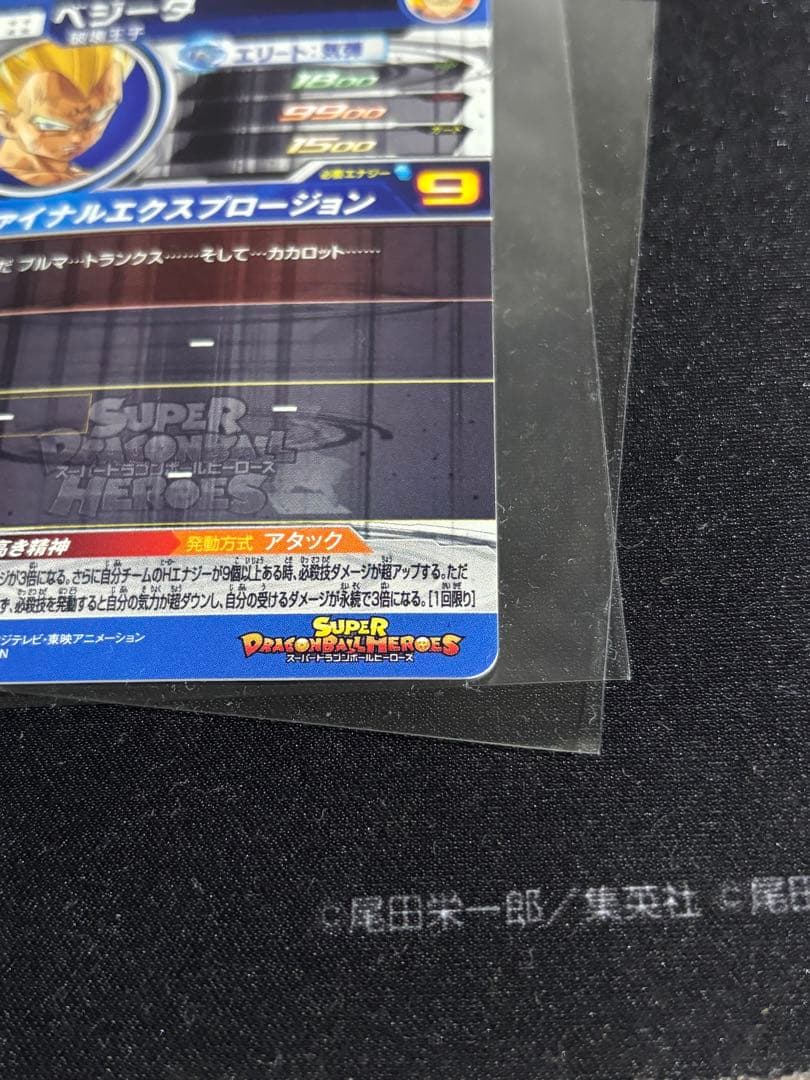 ベジータ
破壊王子
エリート:気弾
1800
9900
ガード
1500
必要エナジー
9
ァイナルエクスプロージョン
だ ブルマ…トランクス……そして…カカロット……
SUPER
DRAGONBALL
スーパードラゴンボールヒーローズ
HEROES
高き精神
発動方式 アタック
ジが3倍になる。さらに自分チームのHエナジーが9個以上ある時、必殺技ダメージが超アップする。ただ
ず、必殺技を発動すると自分の気力が超ダウンし、自分の受けるダメージが永続で3倍になる。[1回限り]
ジテレビ・東映アニメーション
N
SUPER
DRAGONBALL HEROES
スーパードラゴンボールヒーローズ
©尾田栄一郎/集英社 ©尾田